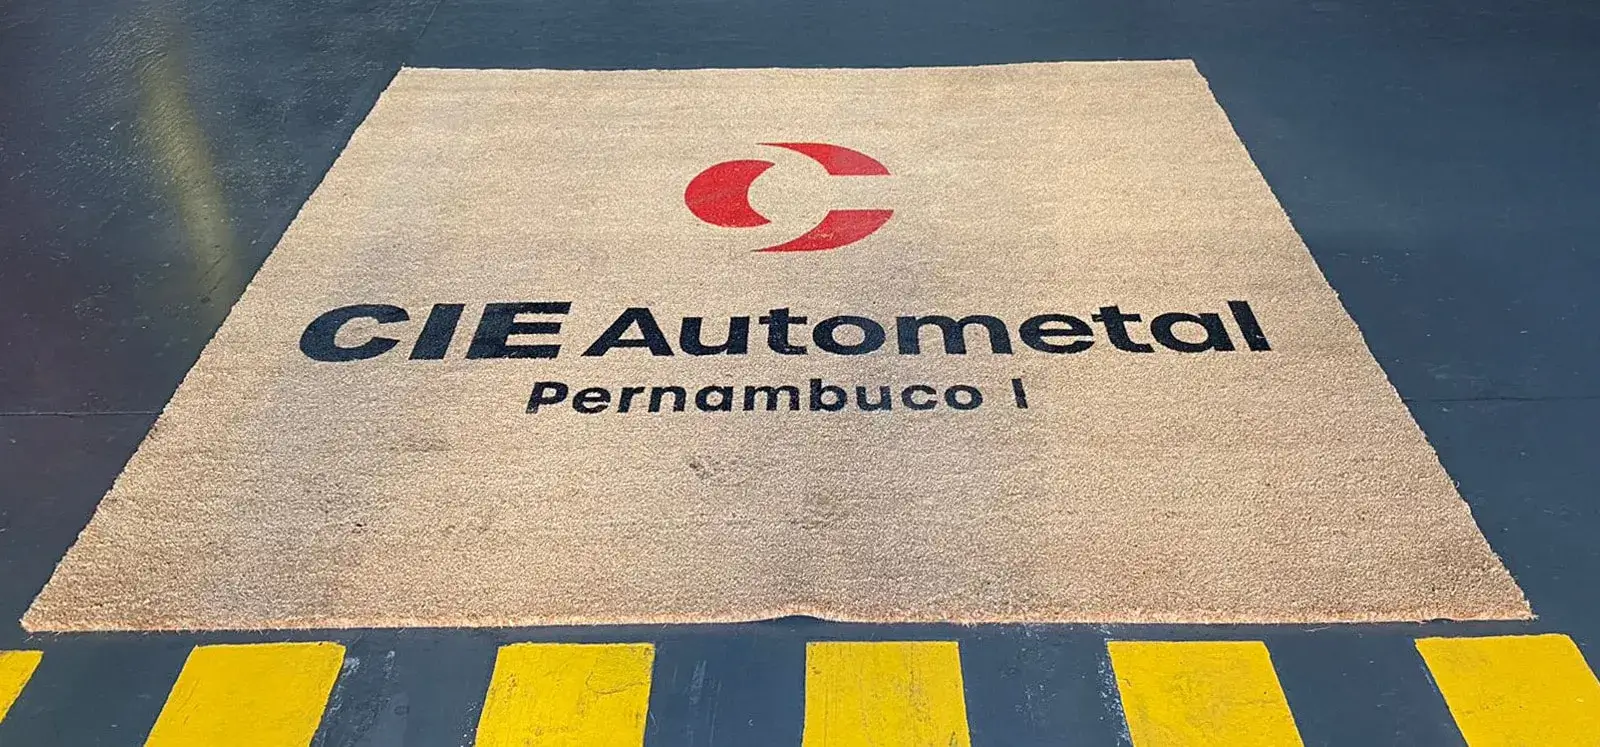 CIE Autometal
Pernambuco I